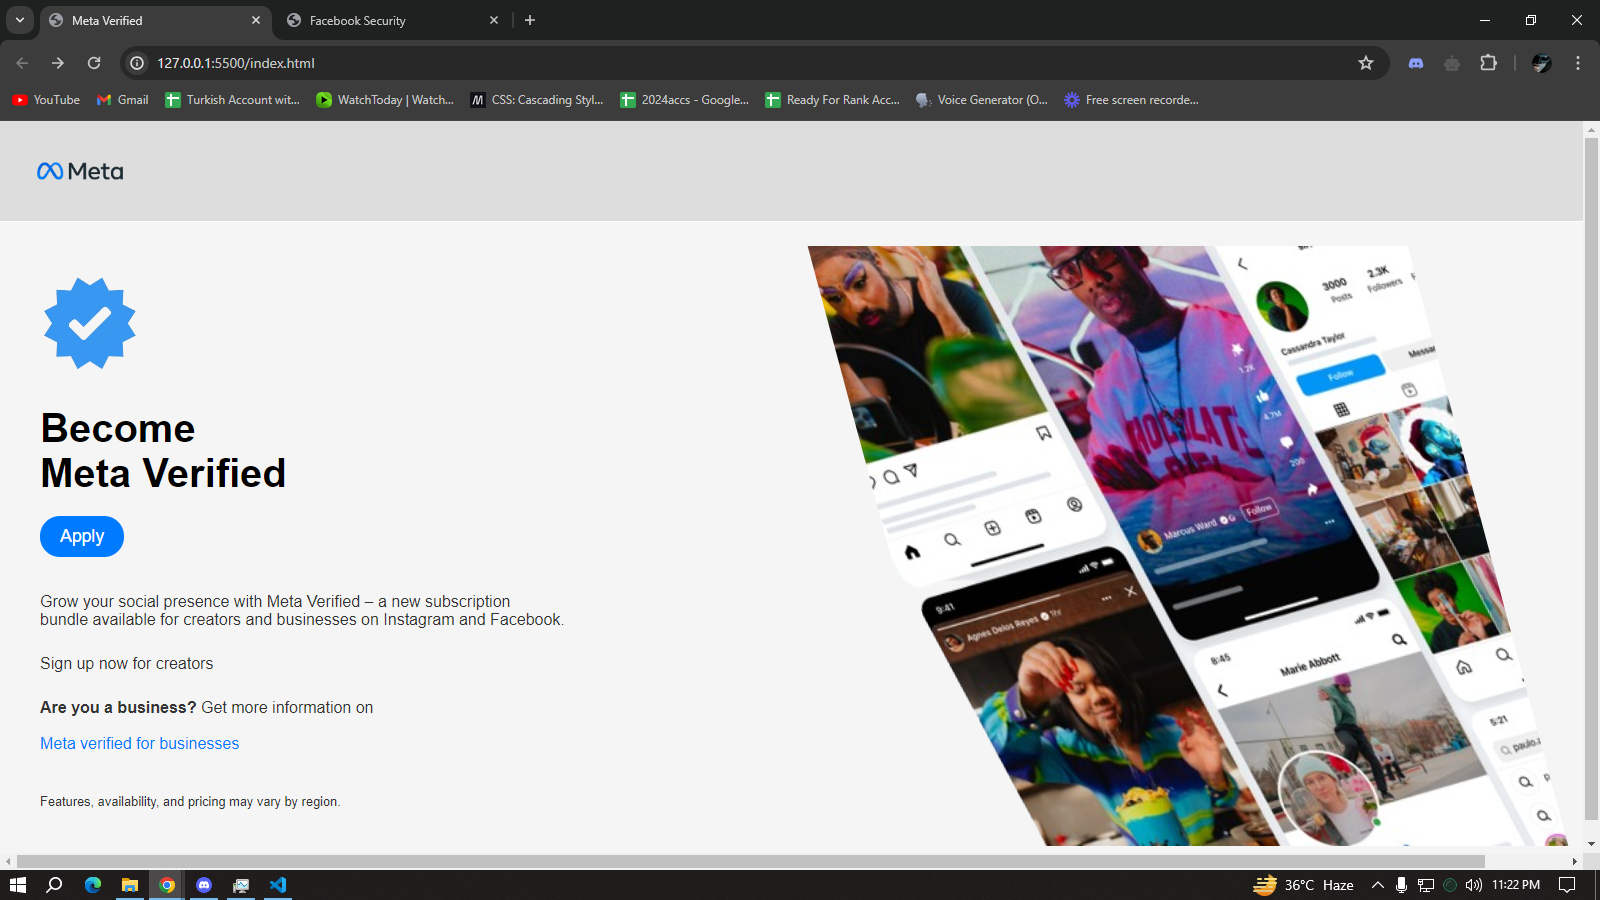 Meta Verified
Facebook Security
127.0.0.1:5500/index.html
YouTube
Gmail
Turkish Account wit...
WatchToday | Watch...
CSS: Cascading Styl...
2024accs - Google...
Ready For Rank Acc...
Voice Generator (O...
Free screen recorde...
Meta
Become
Meta Verified
Apply
Grow your social presence with Meta Verified – a new subscription
bundle available for creators and businesses on Instagram and Facebook.
Sign up now for creators
Are you a business? Get more information on
Meta verified for businesses
Features, availability, and pricing may vary by region.
3000
Posts
2.3K
Followers
Cassandra Taylor
Follow
Messa
1.2K
4.7M
CHOCOLATE
200
Marcus Ward
Follow
9:41
Agnes Delos Reyes
1hr
8:45
Marie Abbott
5:21
paulo.
36°C Haze
11:22 PM